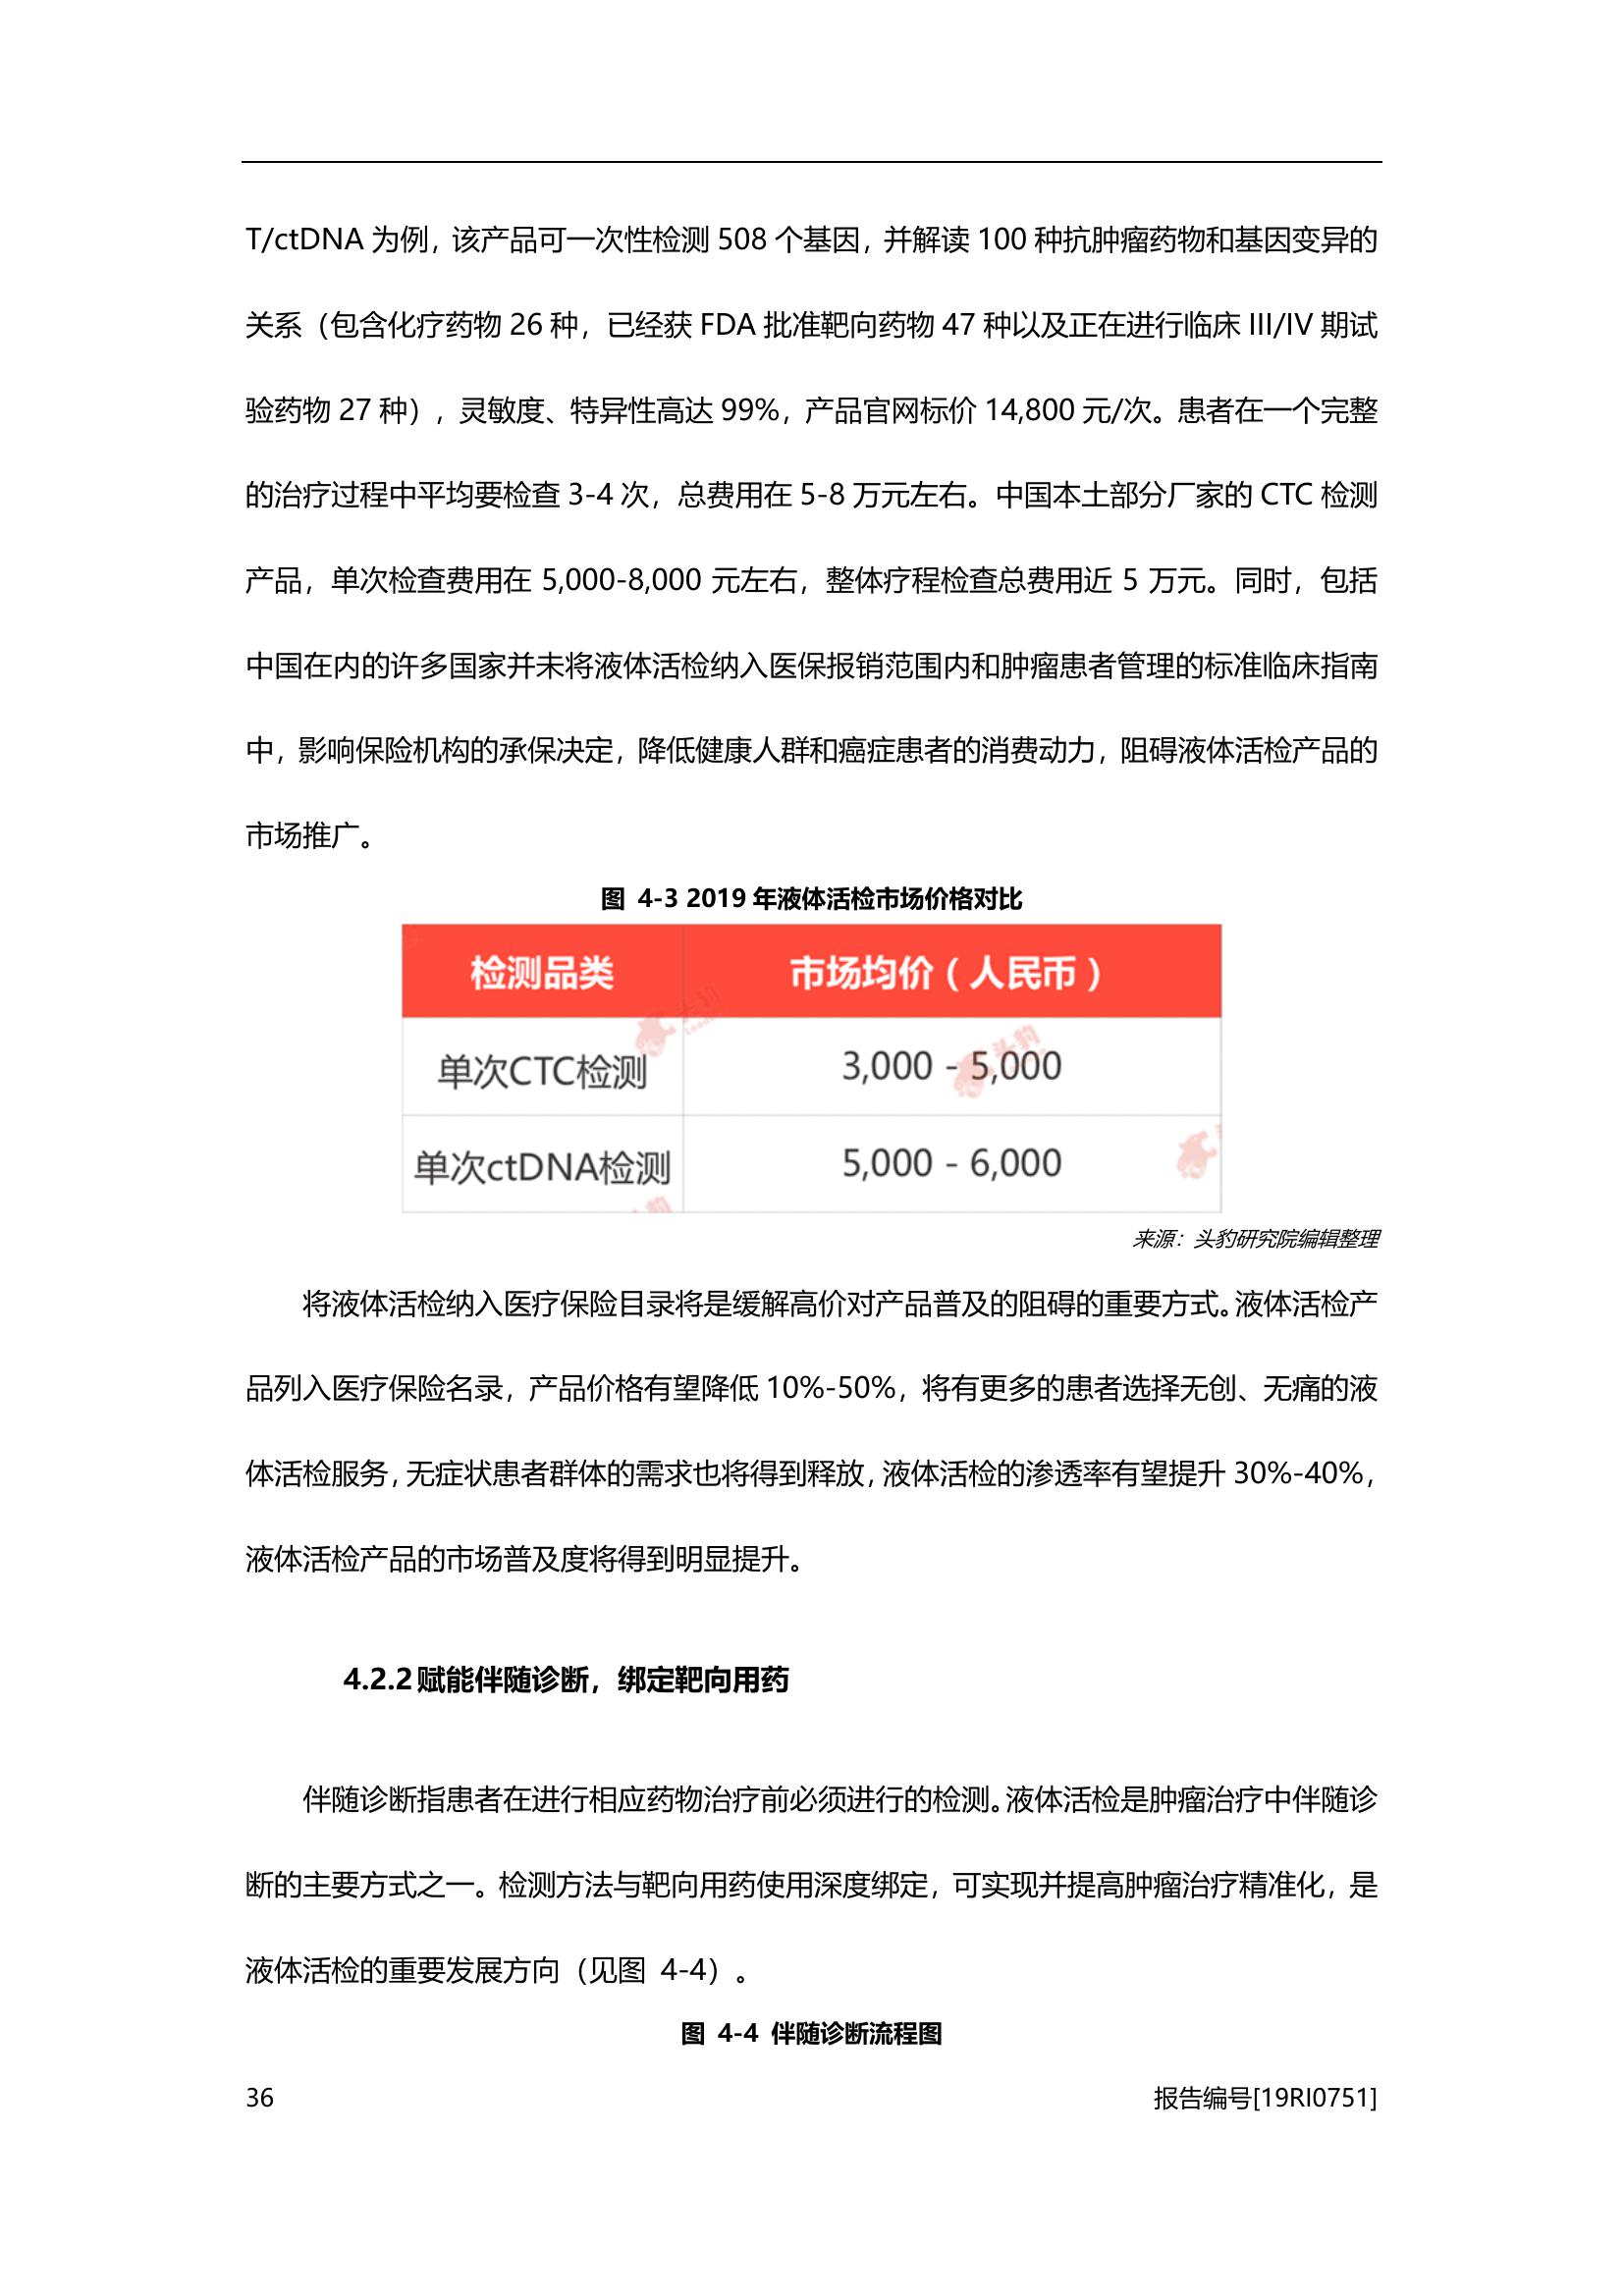 T/ctDNA 为例，该产品可一次性检测 508 个基因，并解读 100 种抗肿瘤药物和基因变异的
关系（包含化疗药物 26 种，已经获 FDA 批准靶向药物 47 种以及正在进行临床 III/IV 期试
验药物 27 种），灵敏度、特异性高达 99%，产品官网标价 14,800 元/次。患者在一个完整
的治疗过程中平均要检查 3-4 次，总费用在 5-8 万元左右。中国本土部分厂家的 CTC 检测
产品，单次检查费用在 5,000-8,000 元左右，整体疗程检查总费用近 5 万元。同时，包括
中国在内的许多国家并未将液体活检纳入医保报销范围内和肿瘤患者管理的标准临床指南
中，影响保险机构的承保决定，降低健康人群和癌症患者的消费动力，阻碍液体活检产品的
市场推广。
图 4-3 2019 年液体活检市场价格对比
检测品类 市场均价（人民币）
单次CTC检测 3,000 - 5,000
单次ctDNA检测 5,000 - 6,000
头豹
头豹
头豹
来源：头豹研究院编辑整理
将液体活检纳入医疗保险目录将是缓解高价对产品普及的阻碍的重要方式。液体活检产
品列入医疗保险名录，产品价格有望降低 10%-50%，将有更多的患者选择无创、无痛的液
体活检服务，无症状患者群体的需求也将得到释放，液体活检的渗透率有望提升 30%-40%，
液体活检产品的市场普及度将得到明显提升。
4.2.2 赋能伴随诊断，绑定靶向用药
伴随诊断指患者在进行相应药物治疗前必须进行的检测。液体活检是肿瘤治疗中伴随诊
断的主要方式之一。检测方法与靶向用药使用深度绑定，可实现并提高肿瘤治疗精准化，是
液体活检的重要发展方向（见图 4-4）。
图 4-4 伴随诊断流程图
36 报告编号[19RI0751]